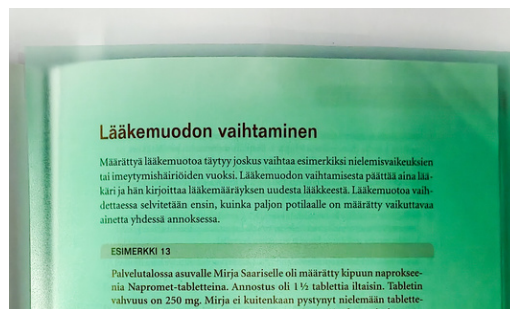 Lääkemuodon vaihtaminen
Määrättyä lääkemuotoa täytyy joskus vaihtaa esimerkiksi nielemisvaikeuksien
tai imeytymishäiriöiden vuoksi. Lääkemuodon vaihtamisesta päättää aina lää-
käri ja hän kirjoittaa lääkemääräyksen uudesta lääkkeestä. Lääkemuotoa vaih-
dettaessa selvitetään ensin, kuinka paljon potilaalle on määrätty vaikuttavaa
ainetta yhdessä annoksessa.
ESIMERKKI 13
Palvelutalossa asuvalle Mirja Saariselle oli määrätty kipuun naproksee-
nia Napromet-tabletteina. Annostus oli 1 ½ tablettia iltaisin. Tabletin
vahvuus on 250 mg. Mirja ei kuitenkaan pystynyt nielemään tablette-